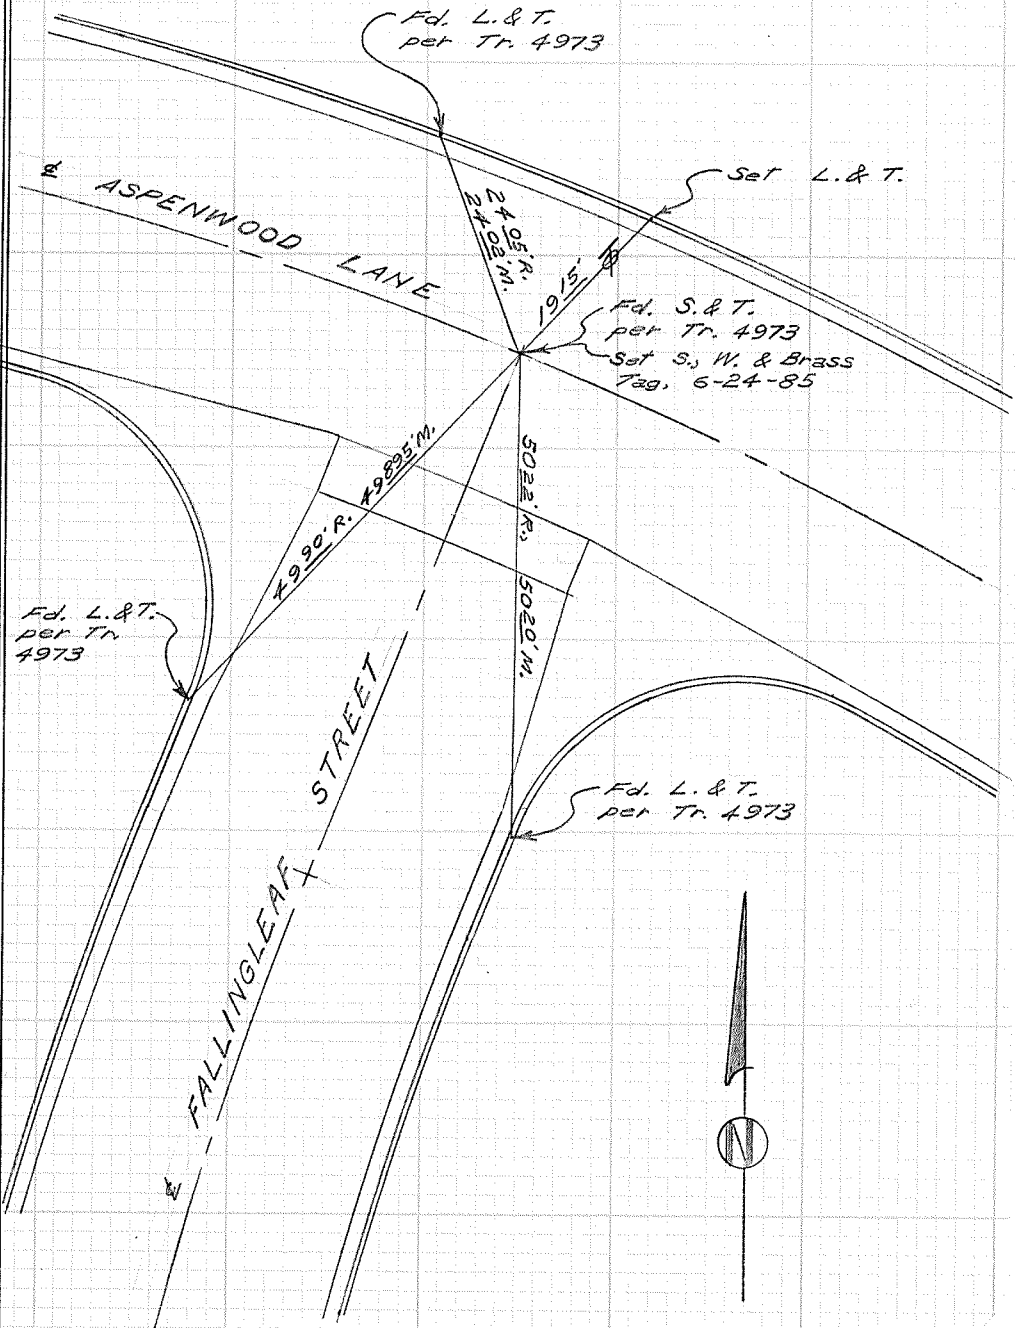 Fd. L. & T.
per Tr. 4973
Set L. & T.
℄ ASPENWOOD LANE
24 05' R.
24 02' M.
19 15'
Fd. S. & T.
per Tr. 4973
Set S., W. & Brass
Tag, 6-24-85
49 90' R. 49 895' M.
50 22' R., 50 20' M.
Fd. L. & T.
per Tr.
4973
℄ FALLINGLEAF STREET
Fd. L. & T.
per Tr. 4973
N